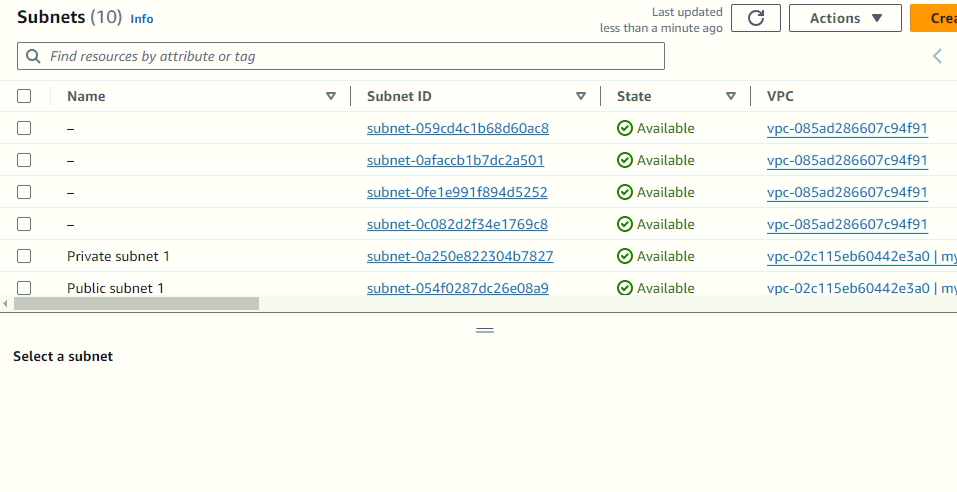 Subnets (10) Info
Last updated
less than a minute ago
Actions
Crea
Find resources by attribute or tag
Name Subnet ID State VPC
– subnet-059cd4c1b68d60ac8 Available vpc-085ad286607c94f91
– subnet-0afaccb1b7dc2a501 Available vpc-085ad286607c94f91
– subnet-0fe1e991f894d5252 Available vpc-085ad286607c94f91
– subnet-0c082d2f34e1769c8 Available vpc-085ad286607c94f91
Private subnet 1 subnet-0a250e822304b7827 Available vpc-02c115eb60442e3a0 | my
Public subnet 1 subnet-054f0287dc26e08a9 Available vpc-02c115eb60442e3a0 | my
Select a subnet